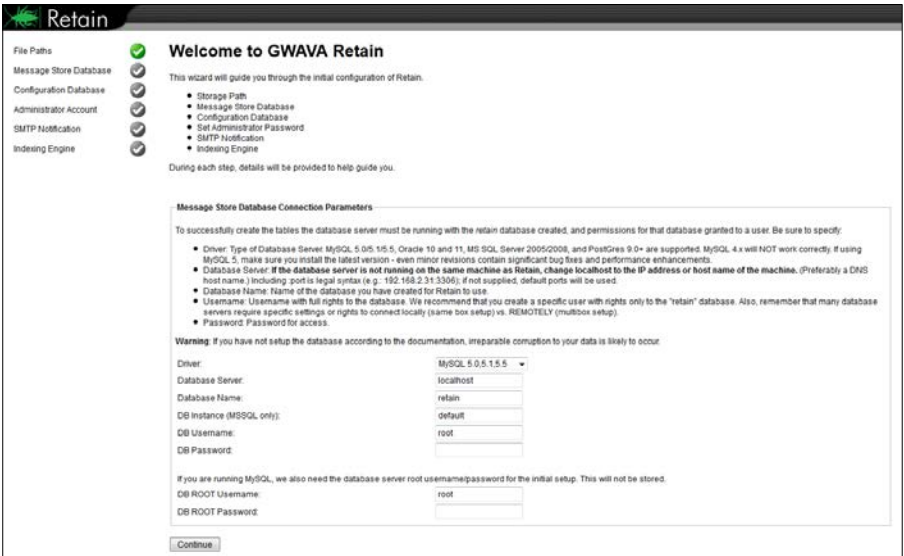 Retain
File Paths
Message Store Database
Configuration Database
Administrator Account
SMTP Notification
Indexing Engine
Welcome to GWAVA Retain
This wizard will guide you through the initial configuration of Retain.
Storage Path
Message Store Database
Configuration Database
Set Administrator Password
SMTP Notification
Indexing Engine
During each step, details will be provided to help guide you.
Message Store Database Connection Parameters
To successfully create the tables the database server must be running with the retain database created, and permissions for that database granted to a user. Be sure to specify:
Driver: Type of Database Server. MySQL 5.0/5.1/5.5, Oracle 10 and 11, MS SQL Server 2005/2008, and PostGres 9.0+ are supported. MySQL 4.x will NOT work correctly. If using
MySQL 5, make sure you install the latest version - even minor revisions contain significant bug fixes and performance enhancements.
Database Server: If the database server is not running on the same machine as Retain, change localhost to the IP address or host name of the machine. (Preferably a DNS
host name.) Including :port is legal syntax (e.g.: 192.168.2.31:3306); if not supplied, default ports will be used.
Database Name: Name of the database you have created for Retain to use.
Username: Username with full rights to the database. We recommend that you create a specific user with rights only to the "retain" database. Also, remember that many database
servers require specific settings or rights to connect locally (same box setup) vs. REMOTELY (multibox setup).
Password: Password for access.
Warning: If you have not setup the database according to the documentation, irreparable corruption to your data is likely to occur.
Driver: MySQL 5.0,5.1,5.5
Database Server: localhost
Database Name: retain
DB Instance (MSSQL only): default
DB Username: root
DB Password:
If you are running MySQL, we also need the database server root username/password for the initial setup. This will not be stored.
DB ROOT Username: root
DB ROOT Password:
Continue